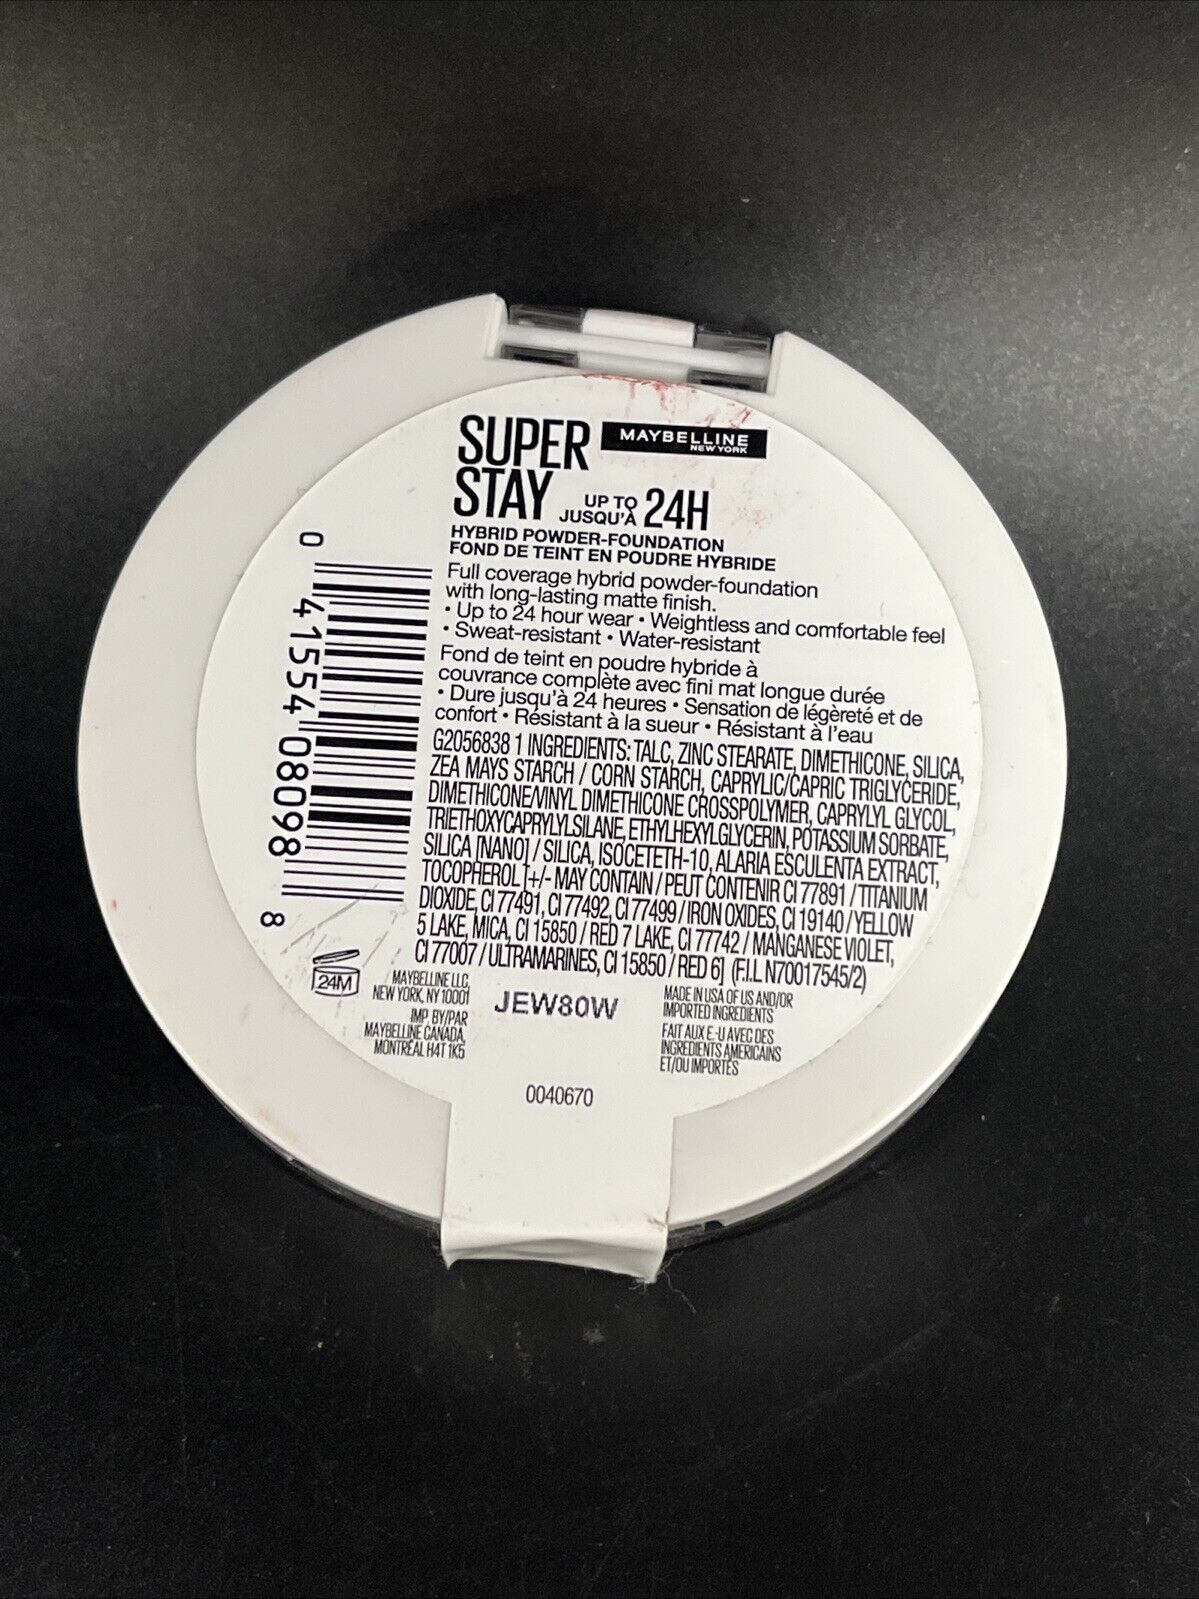 SUPER
STAY
MAYBELLINE
NEW YORK
UP TO
JUSQU'À
24H
HYBRID POWDER-FOUNDATION
FOND DE TEINT EN POUDRE HYBRIDE
Full coverage hybrid powder-foundation
with long-lasting matte finish.
• Up to 24 hour wear • Weightless and comfortable feel
• Sweat-resistant • Water-resistant
Fond de teint en poudre hybride à
couvrance complète avec fini mat longue durée
• Dure jusqu'à 24 heures • Sensation de légèreté et de
confort • Résistant à la sueur • Résistant à l'eau
G2056838 1 INGREDIENTS: TALC, ZINC STEARATE, DIMETHICONE, SILICA,
ZEA MAYS STARCH / CORN STARCH, CAPRYLIC/CAPRIC TRIGLYCERIDE,
DIMETHICONE/VINYL DIMETHICONE CROSSPOLYMER, CAPRYLYL GLYCOL,
TRIETHOXYCAPRYLYLSILANE, ETHYLHEXYLGLYCERIN, POTASSIUM SORBATE,
SILICA [NANO] / SILICA, ISOCETETH-10, ALARIA ESCULENTA EXTRACT,
TOCOPHEROL [+/- MAY CONTAIN / PEUT CONTENIR CI 77891 / TITANIUM
DIOXIDE, CI 77491, CI 77492, CI 77499 / IRON OXIDES, CI 19140 / YELLOW
5 LAKE, MICA, CI 15850 / RED 7 LAKE, CI 77742 / MANGANESE VIOLET,
CI 77007 / ULTRAMARINES, CI 15850 / RED 6] (F.I.L N70017545/2)
0 41554 08098 8
24M
MAYBELLINE LLC,
NEW YORK, NY 10001
IMP. BY/PAR
MAYBELLINE CANADA,
MONTRÉAL H4T 1K5
JEW80W
MADE IN USA OF US AND/OR
IMPORTED INGREDIENTS
FAIT AUX É.-U AVEC DES
INGREDIENTS AMERICAINS
ET/OU IMPORTÉS
0040670